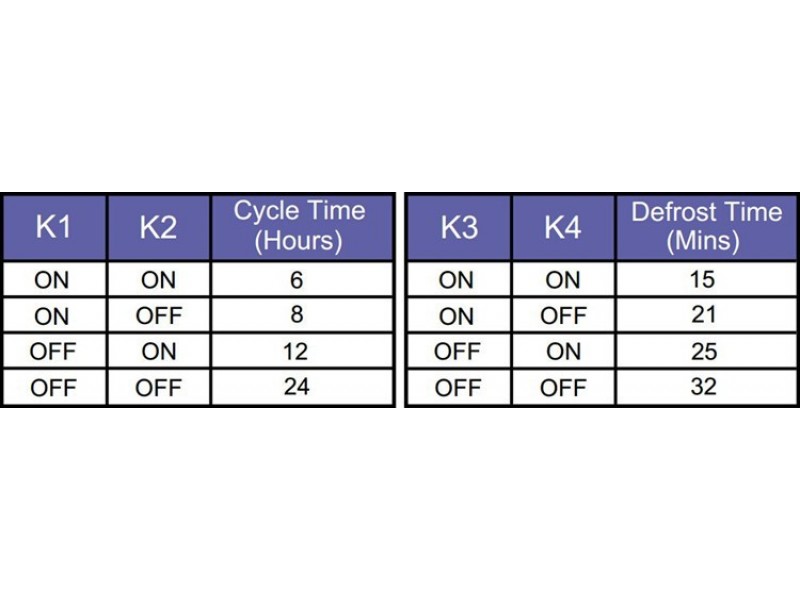 K1 K2 Cycle Time
(Hours)
ON ON 6
ON OFF 8
OFF ON 12
OFF OFF 24
K3 K4 Defrost Time
(Mins)
ON ON 15
ON OFF 21
OFF ON 25
OFF OFF 32